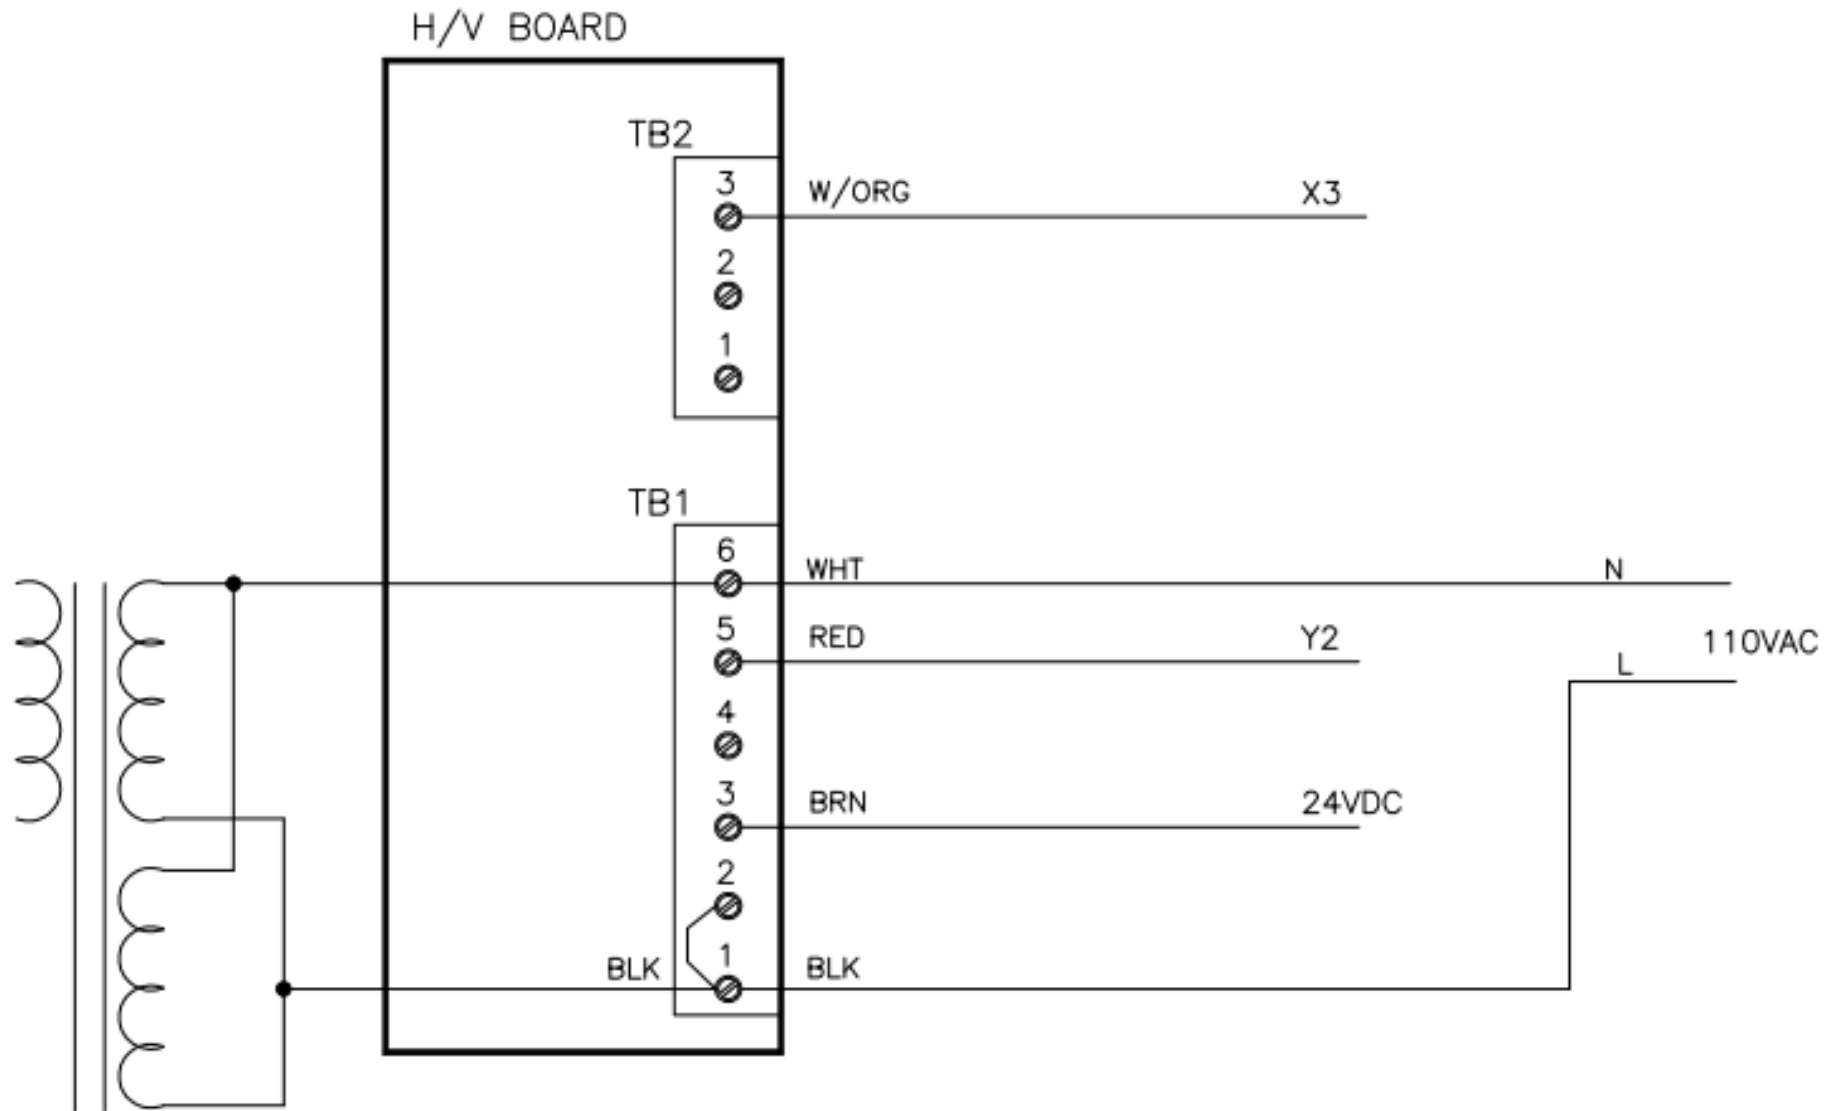 H/V BOARD
TB2
3
W/ORG
X3
2
1
TB1
6
WHT
N
5
RED
Y2
110VAC
L
4
3
BRN
24VDC
2
1
BLK
BLK